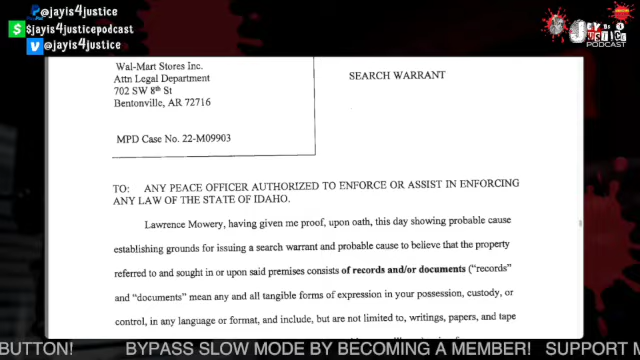 @jayis4justice
$jayis4justicepodcast
@jayis4justice
JAY IS 4
JUSTICE
PODCAST
Wal-Mart Stores Inc.
Attn Legal Department
702 SW 8th St
Bentonville, AR 72716
MPD Case No. 22-M09903
SEARCH WARRANT
TO: ANY PEACE OFFICER AUTHORIZED TO ENFORCE OR ASSIST IN ENFORCING
ANY LAW OF THE STATE OF IDAHO.
Lawrence Mowery, having given me proof, upon oath, this day showing probable cause
establishing grounds for issuing a search warrant and probable cause to believe that the property
referred to and sought in or upon said premises consists of records and/or documents ("records"
and "documents" mean any and all tangible forms of expression in your possession, custody, or
control, in any language or format, and include, but are not limited to, writings, papers, and tape
BUTTON! BYPASS SLOW MODE BY BECOMING A MEMBER! SUPPORT M